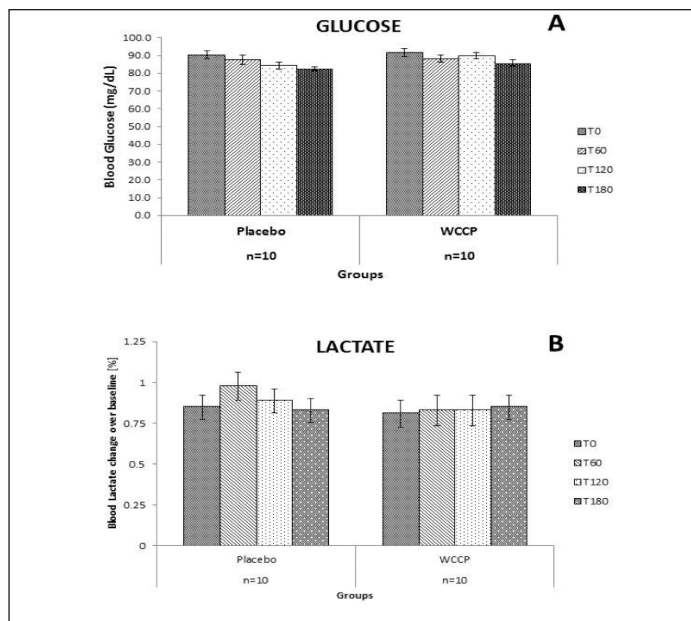 GLUCOSE
A
Blood Glucose (mg/dL)
100.0
90.0
80.0
70.0
60.0
50.0
40.0
30.0
20.0
10.0
0.0
T0
T60
T120
T180
Placebo
WCCP
n=10
n=10
Groups
LACTATE
B
Blood Lactate change over baseline [%]
1.25
1
0.75
0.5
0.25
0
T0
T60
T120
T180
Placebo
WCCP
n=10
n=10
Groups